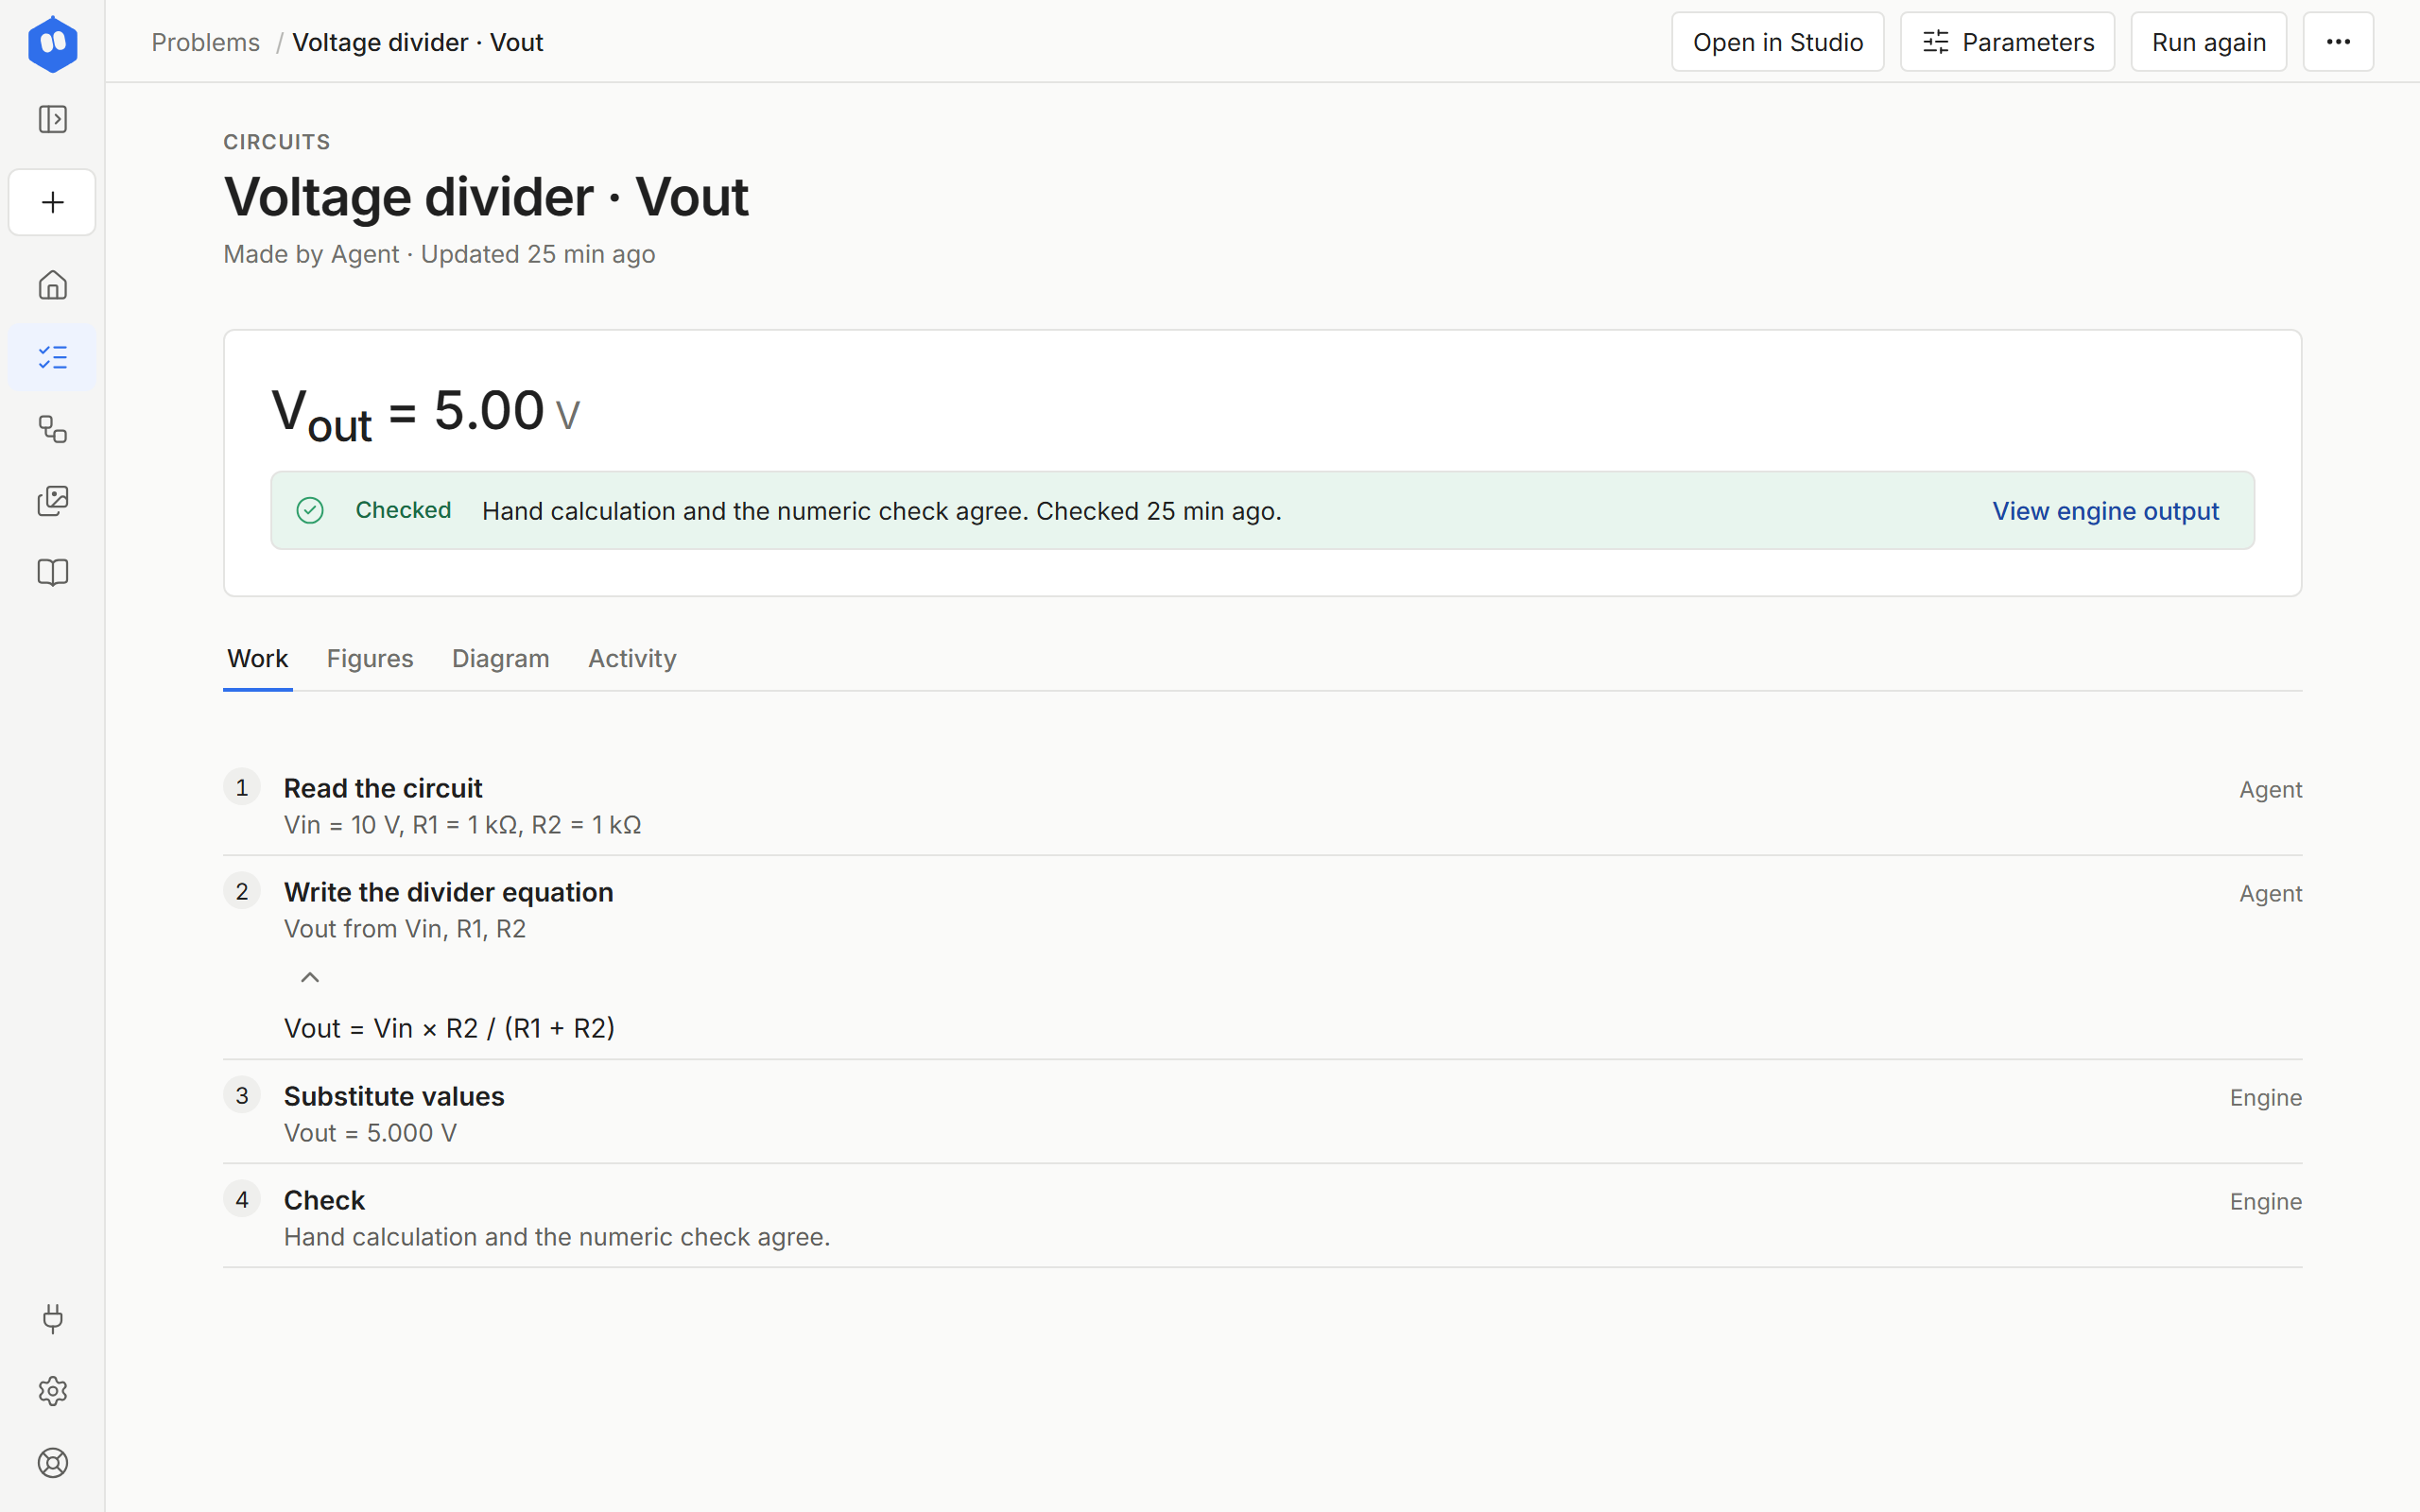 Problems / Voltage divider · Vout
Open in Studio
Parameters
Run again
CIRCUITS
Voltage divider · Vout
Made by Agent · Updated 25 min ago
Vout = 5.00 V
Checked Hand calculation and the numeric check agree. Checked 25 min ago. View engine output
Work Figures Diagram Activity
1 Read the circuit Agent
Vin = 10 V, R1 = 1 kΩ, R2 = 1 kΩ
2 Write the divider equation Agent
Vout from Vin, R1, R2
Vout = Vin × R2 / (R1 + R2)
3 Substitute values Engine
Vout = 5.000 V
4 Check Engine
Hand calculation and the numeric check agree.